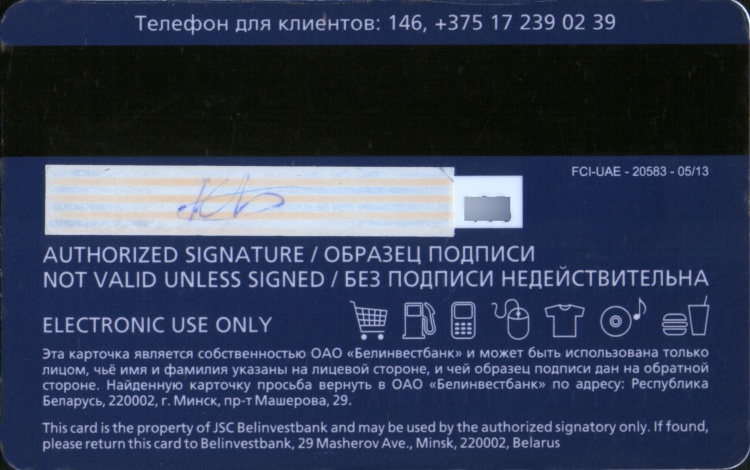 Телефон для клиентов: 146, +375 17 239 02 39
FCI-UAE - 20583 - 05/13
AUTHORIZED SIGNATURE / ОБРАЗЕЦ ПОДПИСИ
NOT VALID UNLESS SIGNED / БЕЗ ПОДПИСИ НЕДЕЙСТВИТЕЛЬНА
ELECTRONIC USE ONLY
Эта карточка является собственностью ОАО «Белинвестбанк» и может быть использована только
лицом, чьё имя и фамилия указаны на лицевой стороне, и чей образец подписи дан на обратной
стороне. Найденную карточку просьба вернуть в ОАО «Белинвестбанк» по адресу: Республика
Беларусь, 220002, г. Минск, пр-т Машерова, 29.
This card is the property of JSC Belinvestbank and may be used by the authorized signatory only. If found,
please return this card to Belinvestbank, 29 Masherov Ave., Minsk, 220002, Belarus